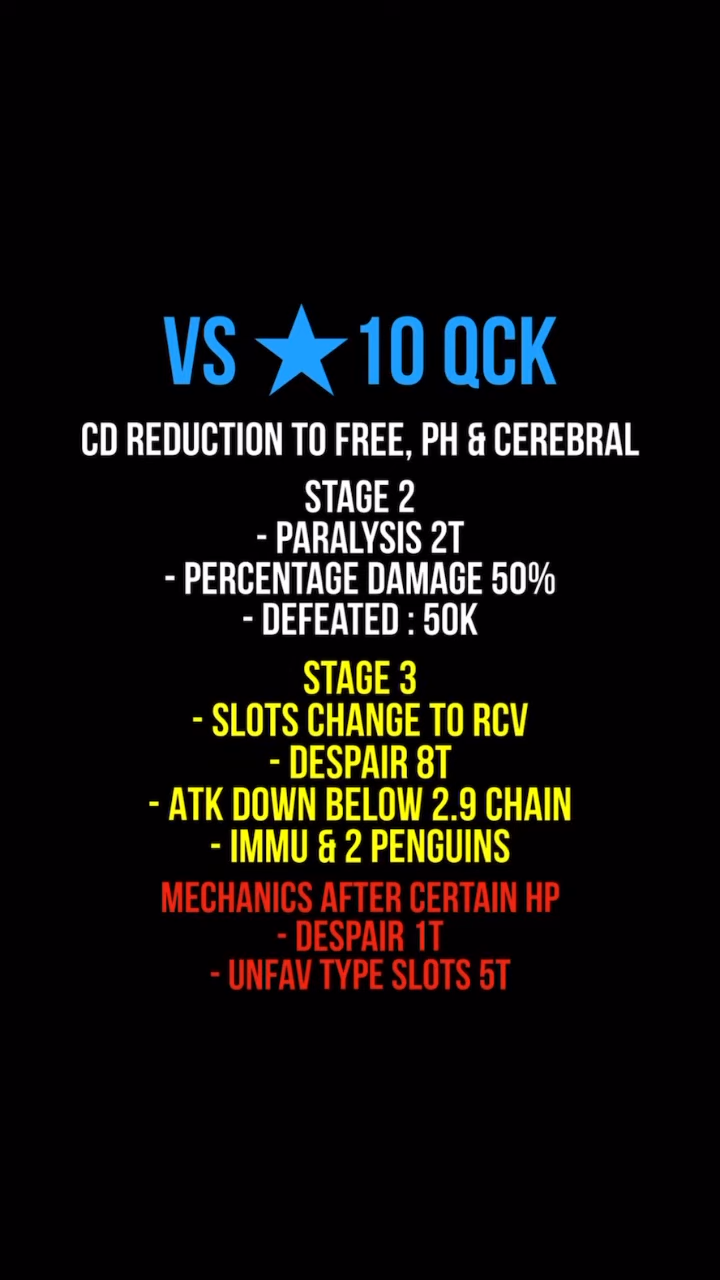 VS ★10 QCK
CD REDUCTION TO FREE, PH & CEREBRAL
STAGE 2
- PARALYSIS 2T
- PERCENTAGE DAMAGE 50%
- DEFEATED : 50K
STAGE 3
- SLOTS CHANGE TO RCV
- DESPAIR 8T
- ATK DOWN BELOW 2.9 CHAIN
- IMMU & 2 PENGUINS
MECHANICS AFTER CERTAIN HP
- DESPAIR 1T
- UNFAV TYPE SLOTS 5T